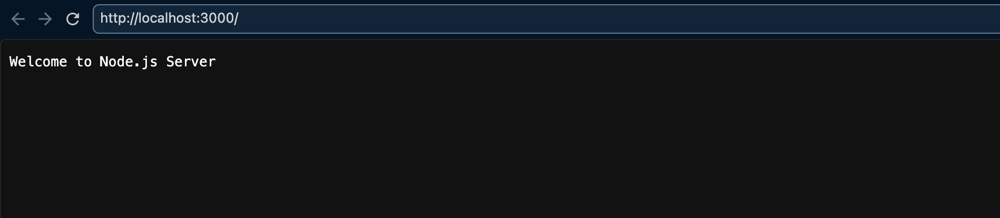 http://localhost:3000/
Welcome to Node.js Server